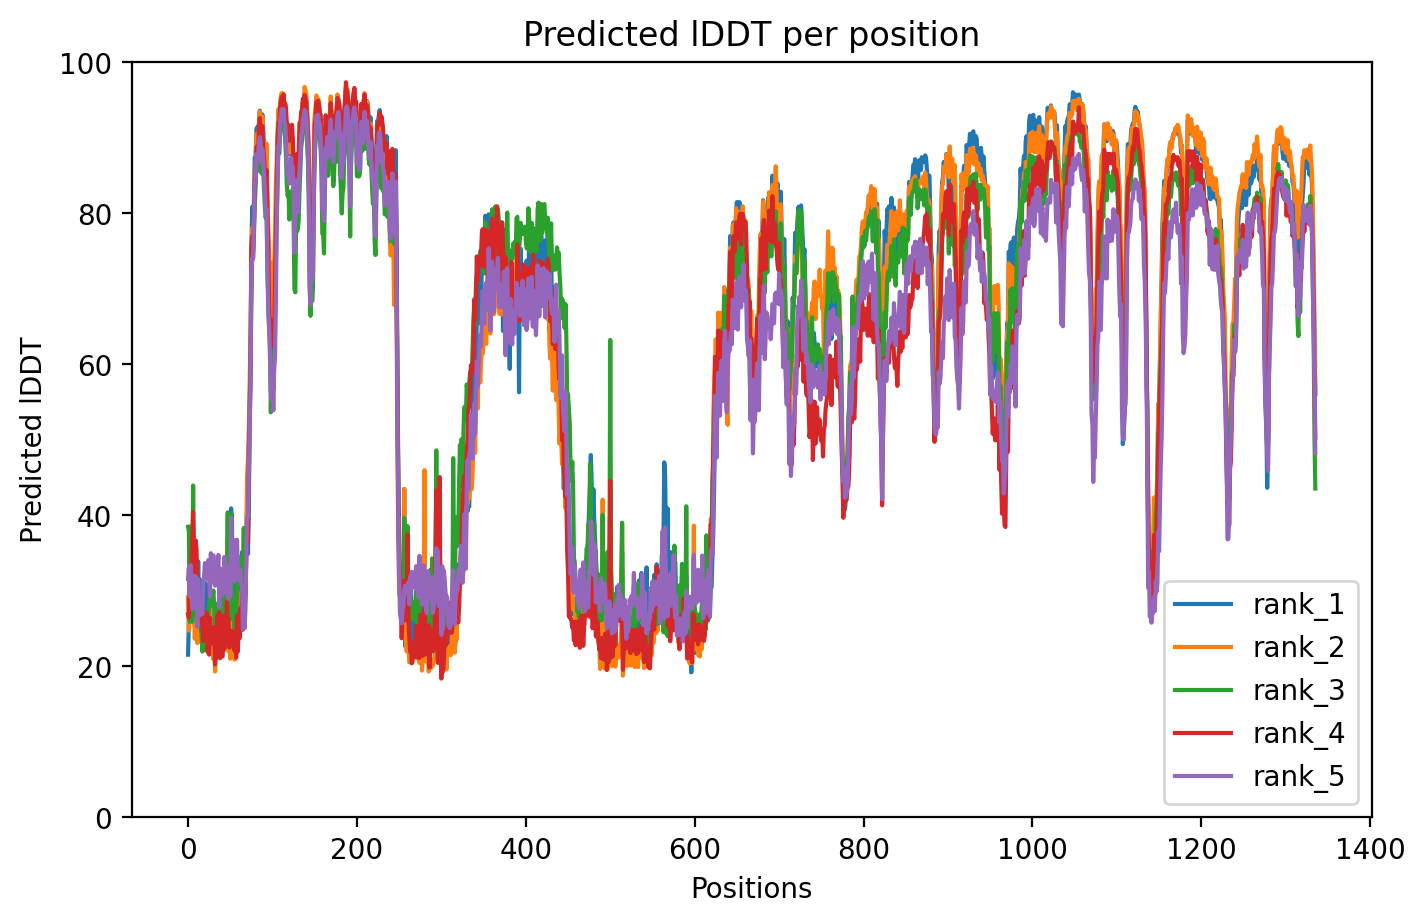 Predicted lDDT per position
100
80
60
40
20
0
Predicted lDDT
0 200 400 600 800 1000 1200 1400
Positions
rank_1
rank_2
rank_3
rank_4
rank_5